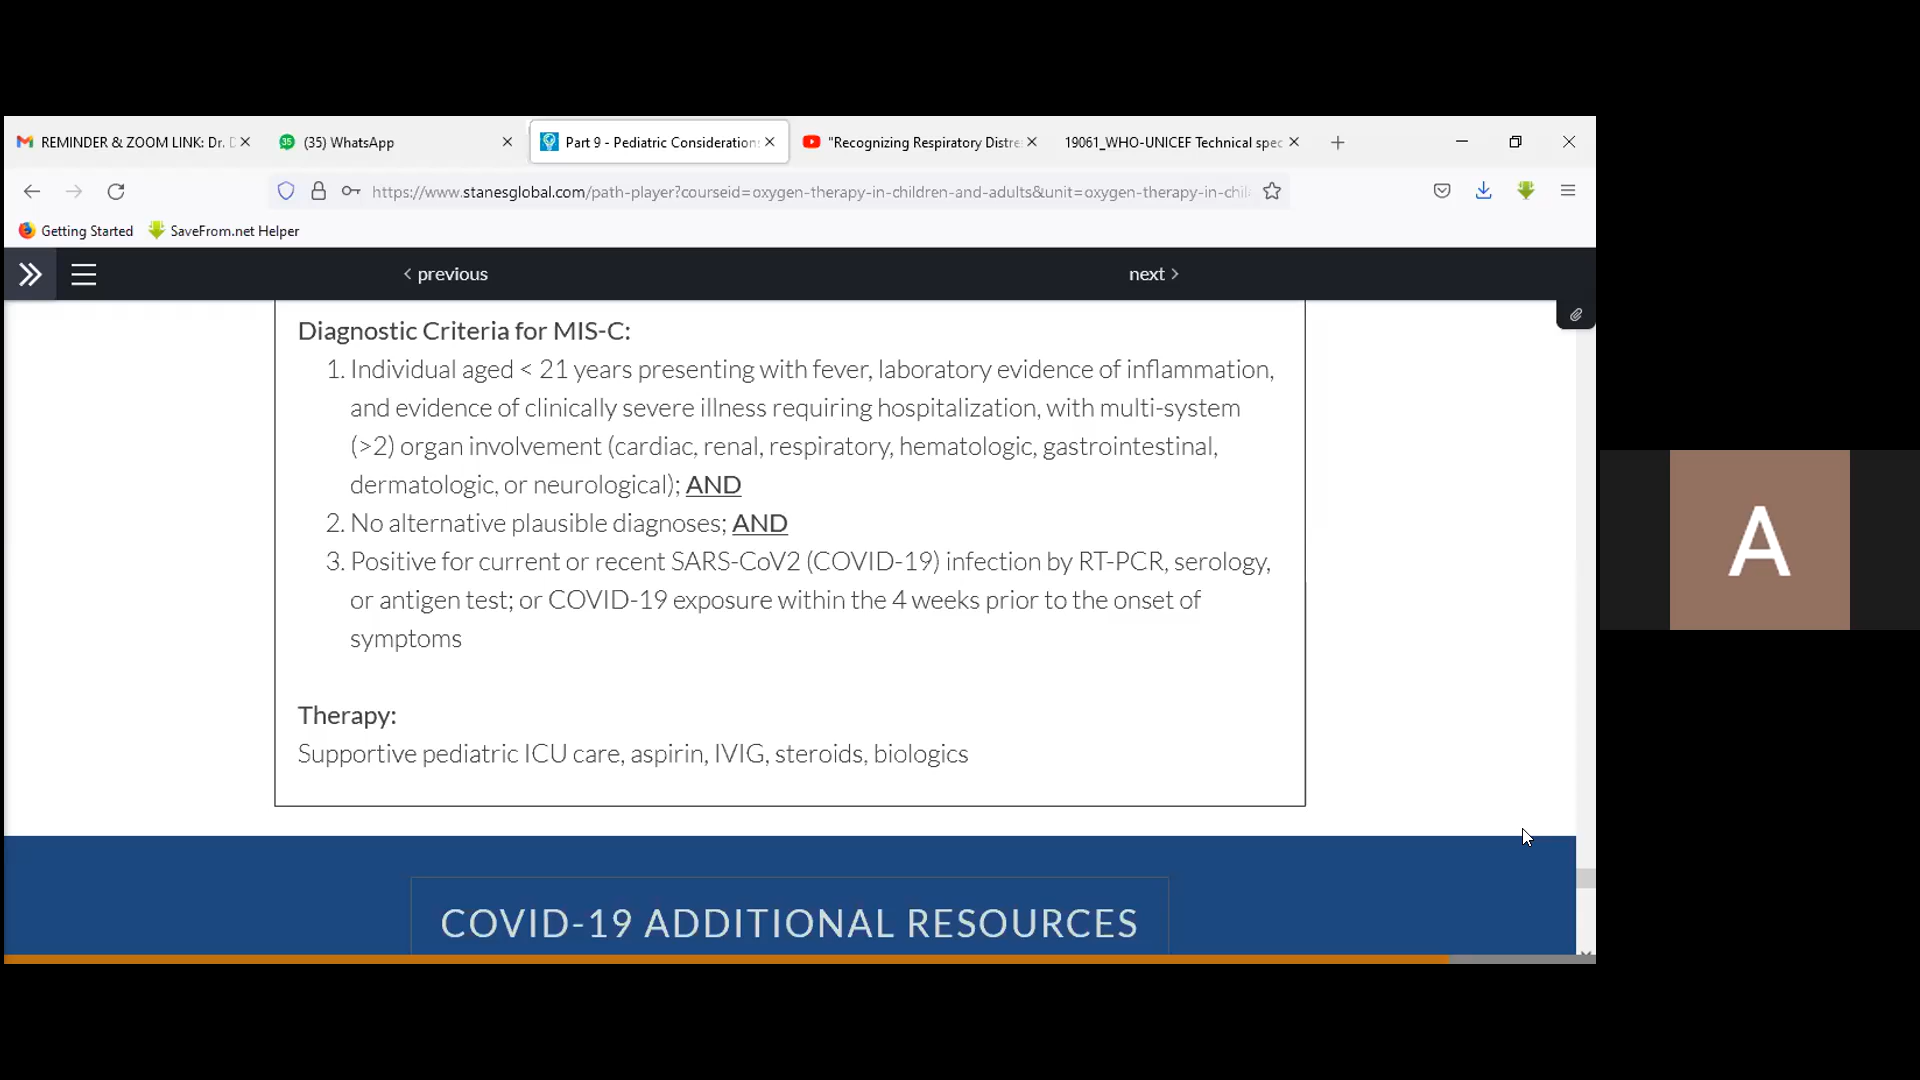 REMINDER & ZOOM LINK: Dr. D
(35) WhatsApp
Part 9 - Pediatric Consideration
"Recognizing Respiratory Distre
19061_WHO-UNICEF Technical spec
https://www.stanesglobal.com/path-player?courseid=oxygen-therapy-in-children-and-adults&unit=oxygen-therapy-in-chil
Getting Started
SaveFrom.net Helper
previous
next
Diagnostic Criteria for MIS-C:
1. Individual aged < 21 years presenting with fever, laboratory evidence of inflammation,
and evidence of clinically severe illness requiring hospitalization, with multi-system
(>2) organ involvement (cardiac, renal, respiratory, hematologic, gastrointestinal,
dermatologic, or neurological); AND
2. No alternative plausible diagnoses; AND
3. Positive for current or recent SARS-CoV2 (COVID-19) infection by RT-PCR, serology,
or antigen test; or COVID-19 exposure within the 4 weeks prior to the onset of
symptoms
Therapy:
Supportive pediatric ICU care, aspirin, IVIG, steroids, biologics
COVID-19 ADDITIONAL RESOURCES
A